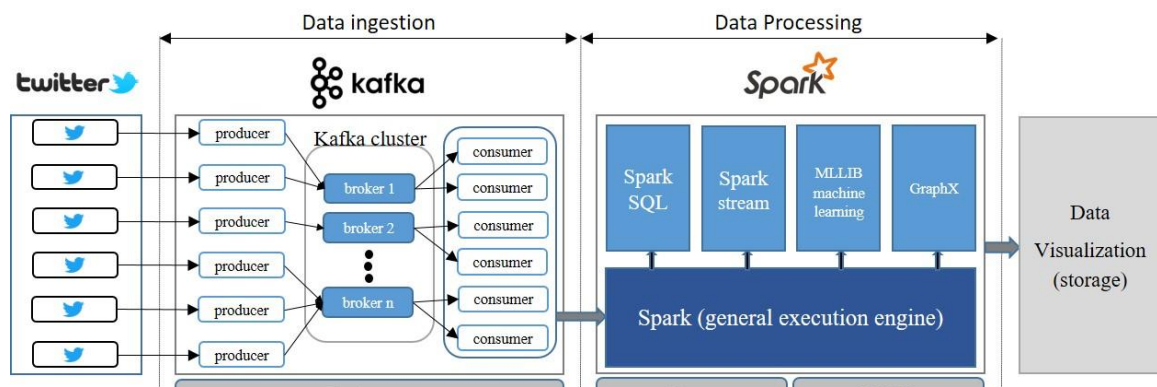 Data ingestion
Data Processing
twitter
kafka
Spark
producer
producer
producer
producer
producer
producer
Kafka cluster
broker 1
broker 2
broker n
consumer
consumer
consumer
consumer
consumer
consumer
Spark
SQL
Spark
stream
MLLIB
machine
learning
GraphX
Spark (general execution engine)
Data
Visualization
(storage)